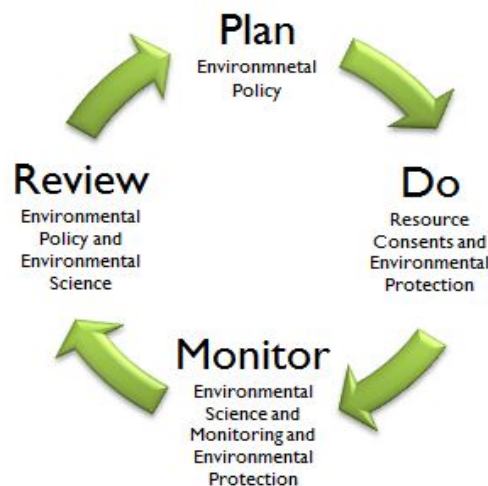 Plan
Environmnetal
Policy
Do
Resource
Consents and
Environmental
Protection
Monitor
Environmental
Science and
Monitoring and
Environmental
Protection
Review
Environmental
Policy and
Environmental
Science